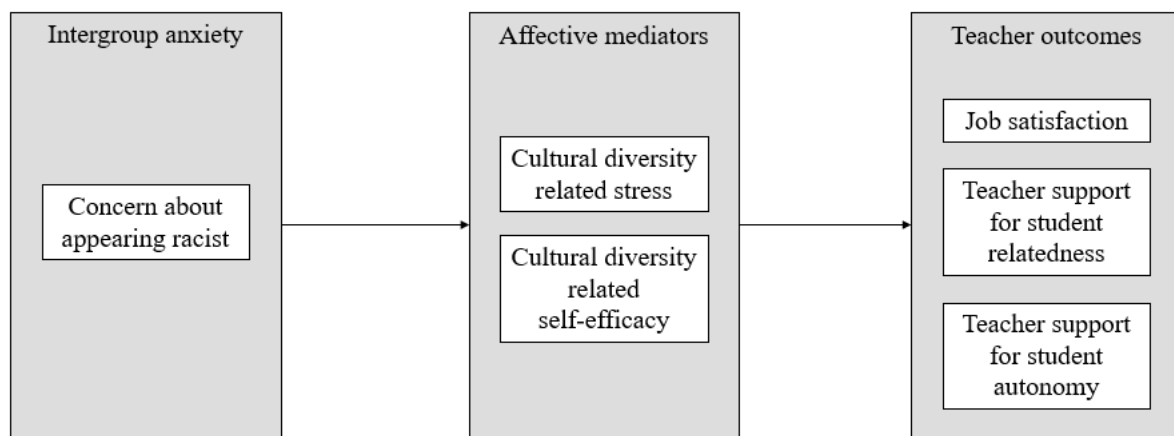 Intergroup anxiety
Concern about
appearing racist
Affective mediators
Cultural diversity
related stress
Cultural diversity
related
self-efficacy
Teacher outcomes
Job satisfaction
Teacher support
for student
relatedness
Teacher support
for student
autonomy